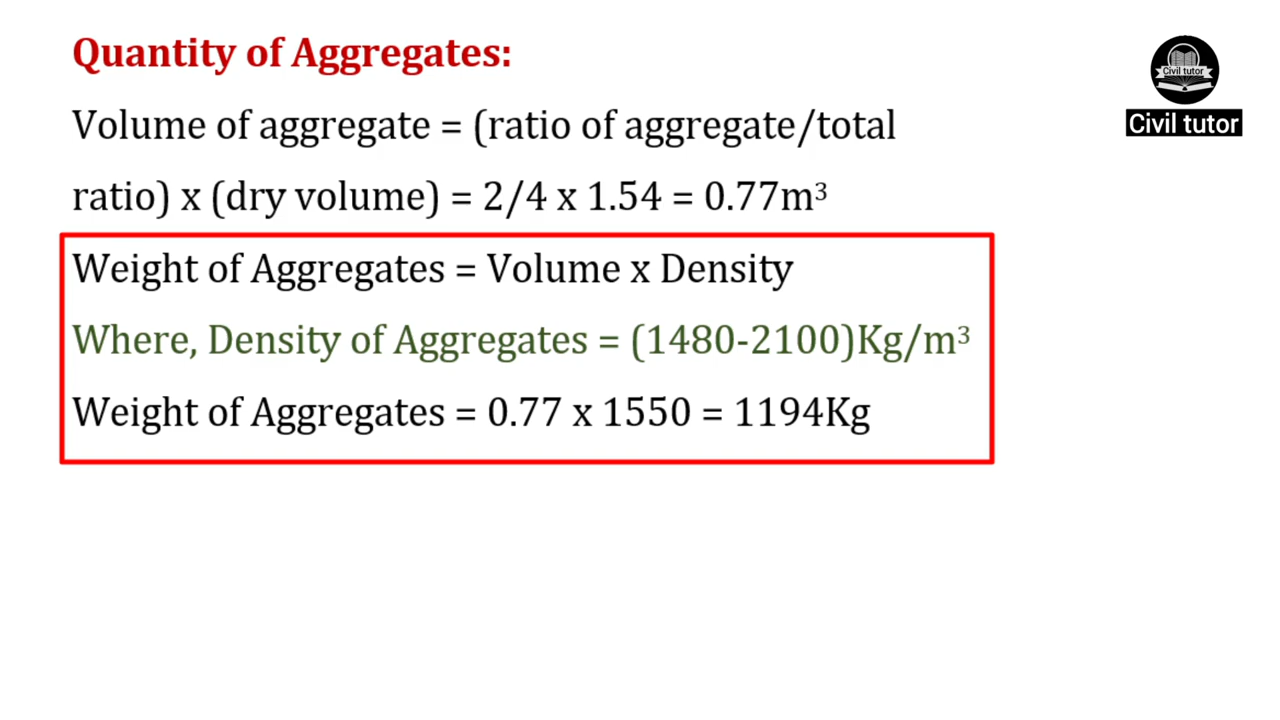 Quantity of Aggregates:
Civil tutor
Civil tutor
Volume of aggregate = (ratio of aggregate/total
ratio) x (dry volume) = 2/4 x 1.54 = 0.77m³
Weight of Aggregates = Volume x Density
Where, Density of Aggregates = (1480-2100)Kg/m³
Weight of Aggregates = 0.77 x 1550 = 1194Kg